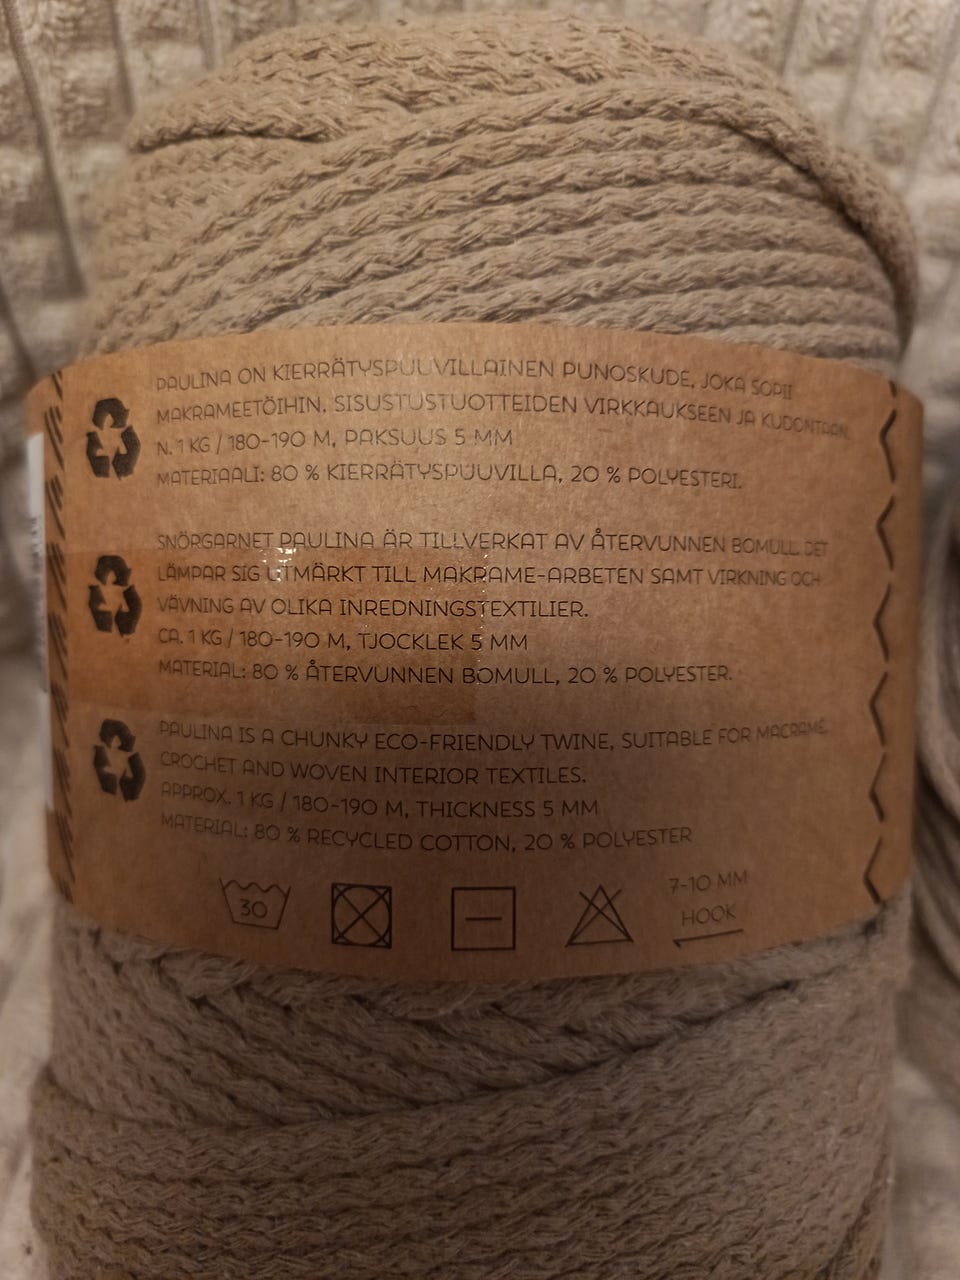 PAULINA ON KIERRÄTYSPUUVILLAINEN PUNOSKUDE, JOKA SOPII
MAKRAMEETÖIHIN, SISUSTUSTUOTTEIDEN VIRKKAUKSEEN JA KUDONTAAN.
N. 1 KG / 180-190 M, PAKSUUS 5 MM
MATERIAALI: 80 % KIERRÄTYSPUUVILLA, 20 % POLYESTERI.
SNÖRGARNET PAULINA ÄR TILLVERKAT AV ÅTERVUNNEN BOMULL. DET
LÄMPAR SIG UTMÄRKT TILL MAKRAME-ARBETEN SAMT VIRKNING OCH
VÄVNING AV OLIKA INREDNINGSTEXTILIER.
CA. 1 KG / 180-190 M, TJOCKLEK 5 MM
MATERIAL: 80 % ÅTERVUNNEN BOMULL, 20 % POLYESTER.
PAULINA IS A CHUNKY ECO-FRIENDLY TWINE, SUITABLE FOR MACRAMÉ,
CROCHET AND WOVEN INTERIOR TEXTILES.
APPROX. 1 KG / 180-190 M, THICKNESS 5 MM
MATERIAL: 80 % RECYCLED COTTON, 20 % POLYESTER
30
7-10 MM
HOOK